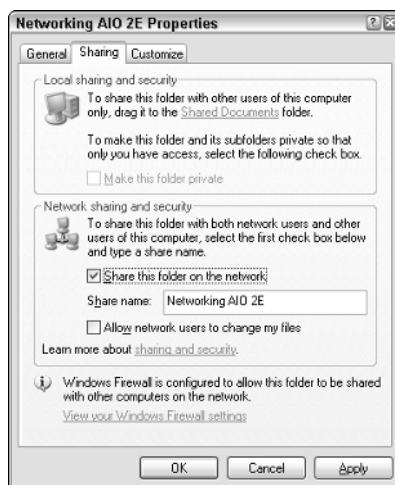 Networking AIO 2E Properties
General Sharing Customize
Local sharing and security
To share this folder with other users of this computer
only, drag it to the Shared Documents folder.
To make this folder and its subfolders private so that
only you have access, select the following check box.
Make this folder private
Network sharing and security
To share this folder with both network users and other
users of this computer, select the first check box below
and type a share name.
Share this folder on the network
Share name: Networking AIO 2E
Allow network users to change my files
Learn more about sharing and security.
Windows Firewall is configured to allow this folder to be shared
with other computers on the network.
View your Windows Firewall settings
OK Cancel Apply